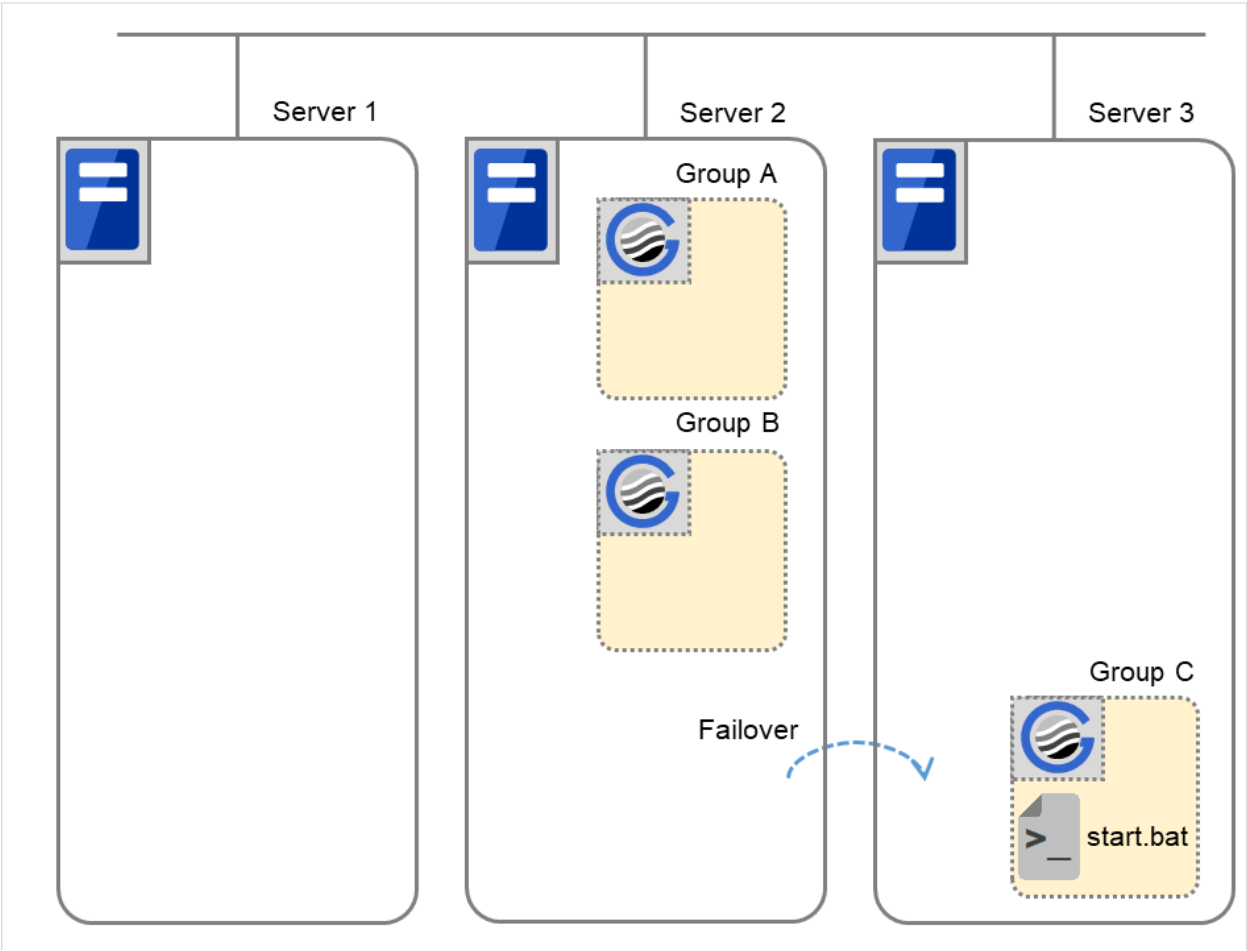 Server 1
Server 2
Server 3
Group A
Group B
Group C
Failover
>_
start.bat